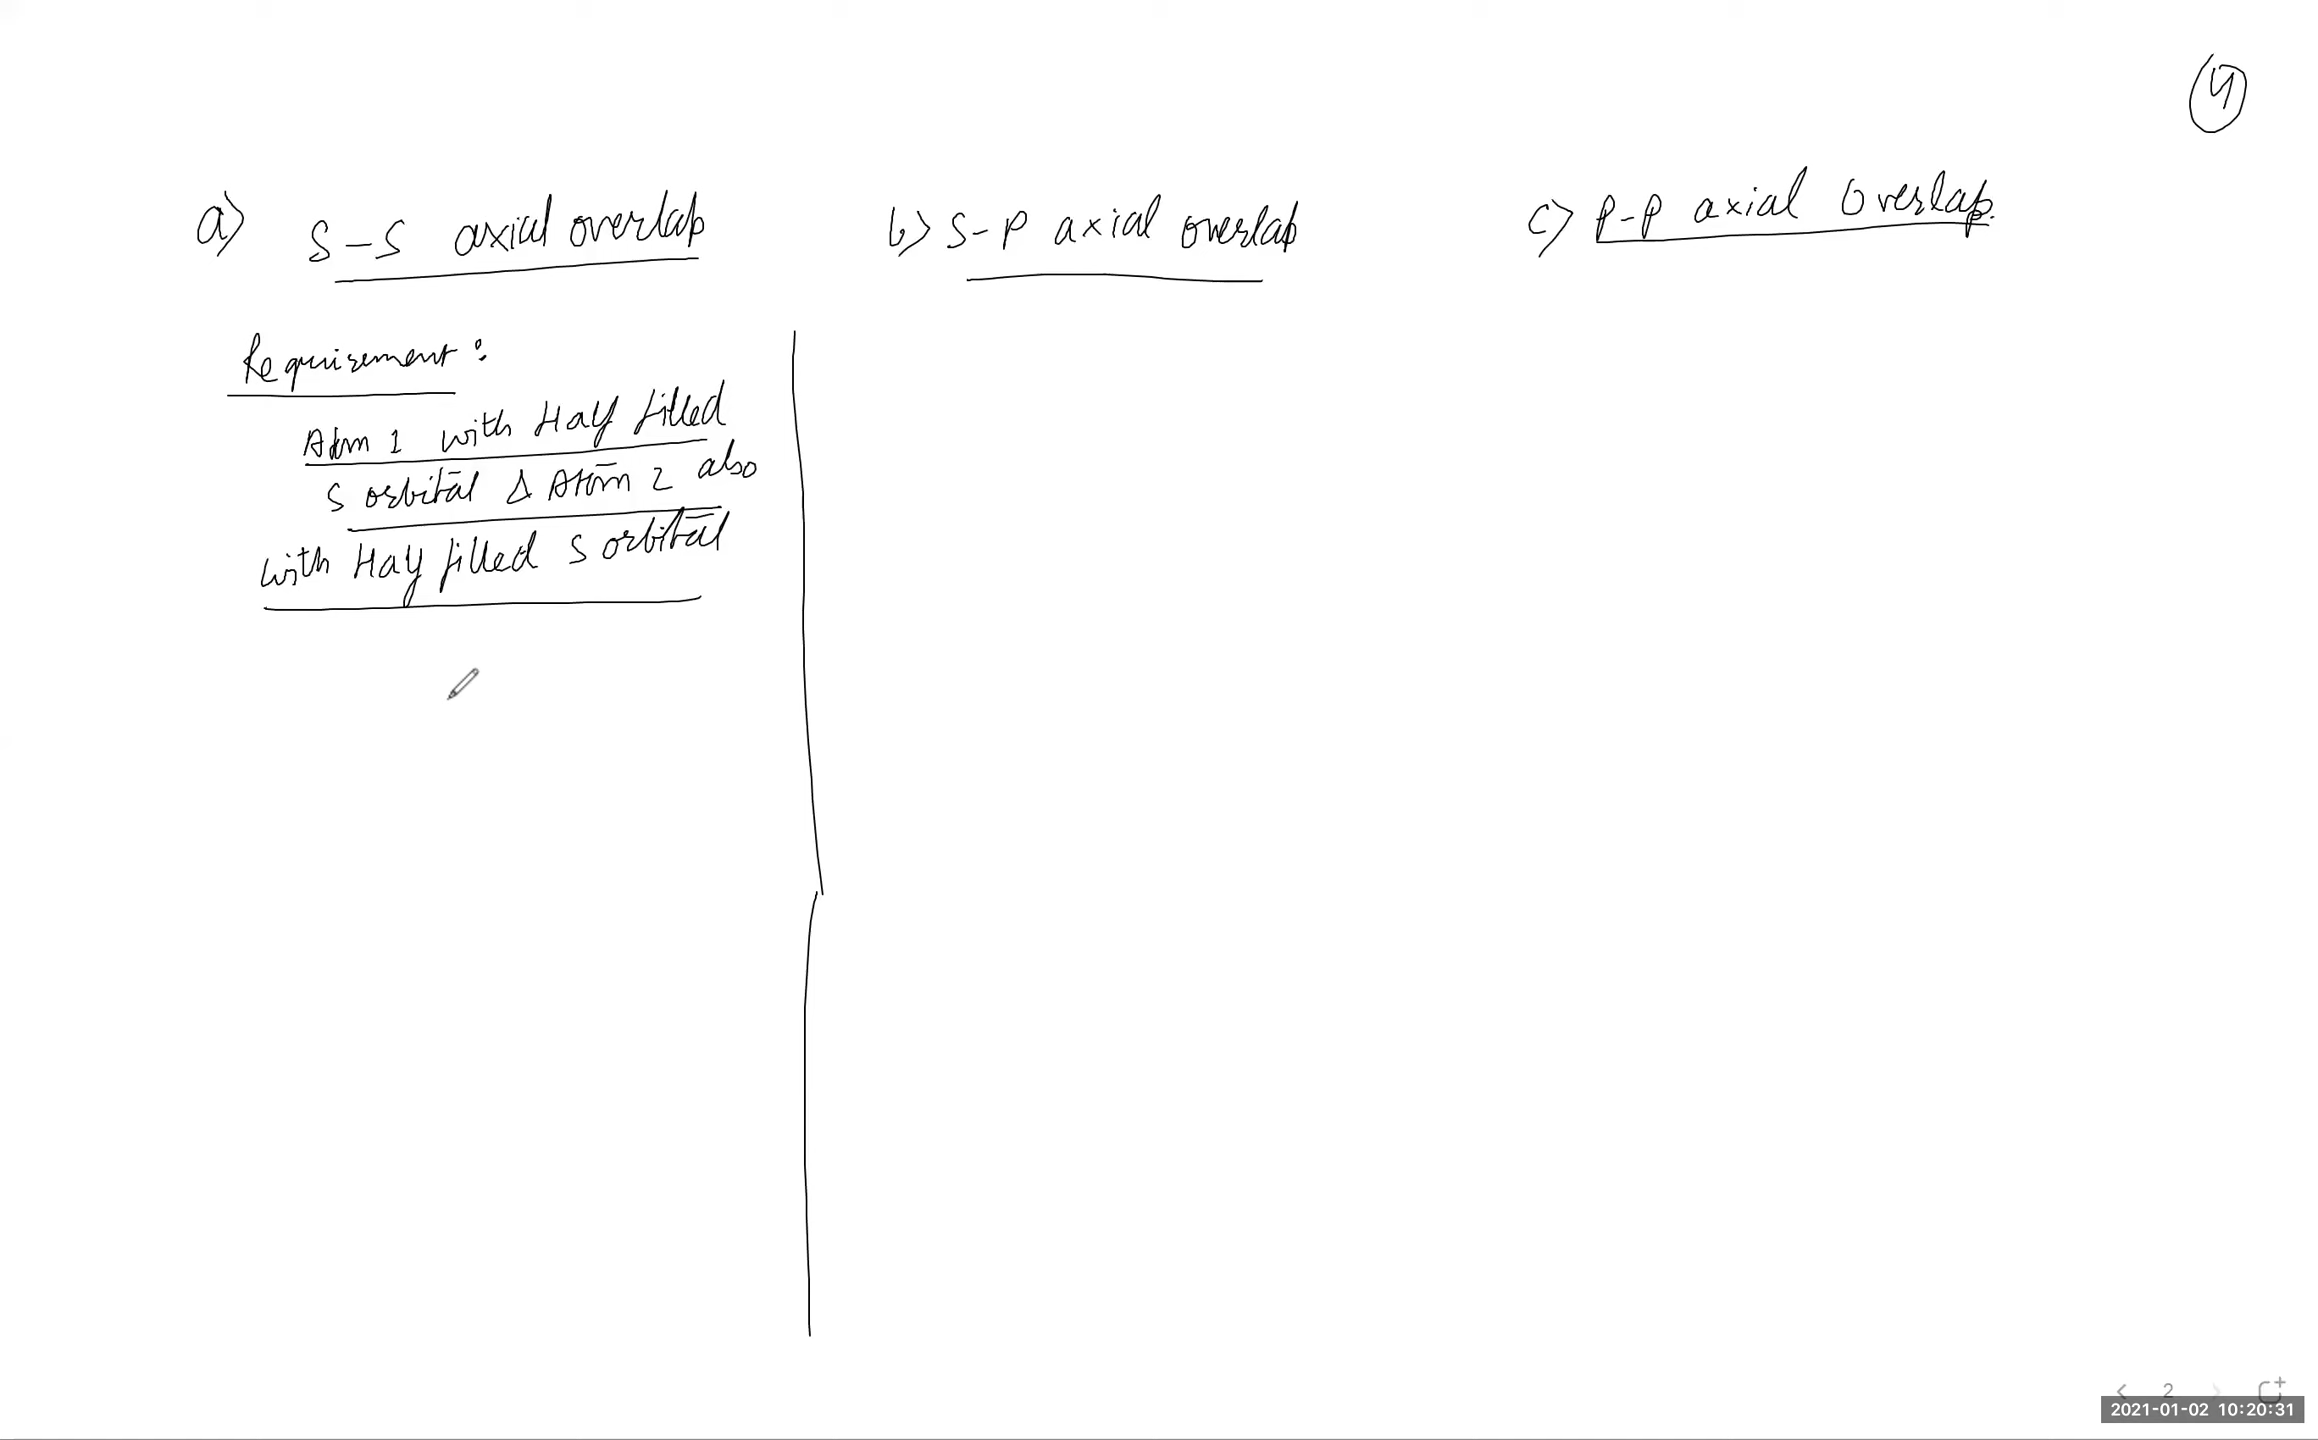 4
a) S-S axial overlap
b) S-P axial overlap
c) P-P axial overlap.
Requirement:
Atom 1 with Half filled
S orbital & Atom 2 also
with Half filled S orbital
2
2021-01-02 10:20:31